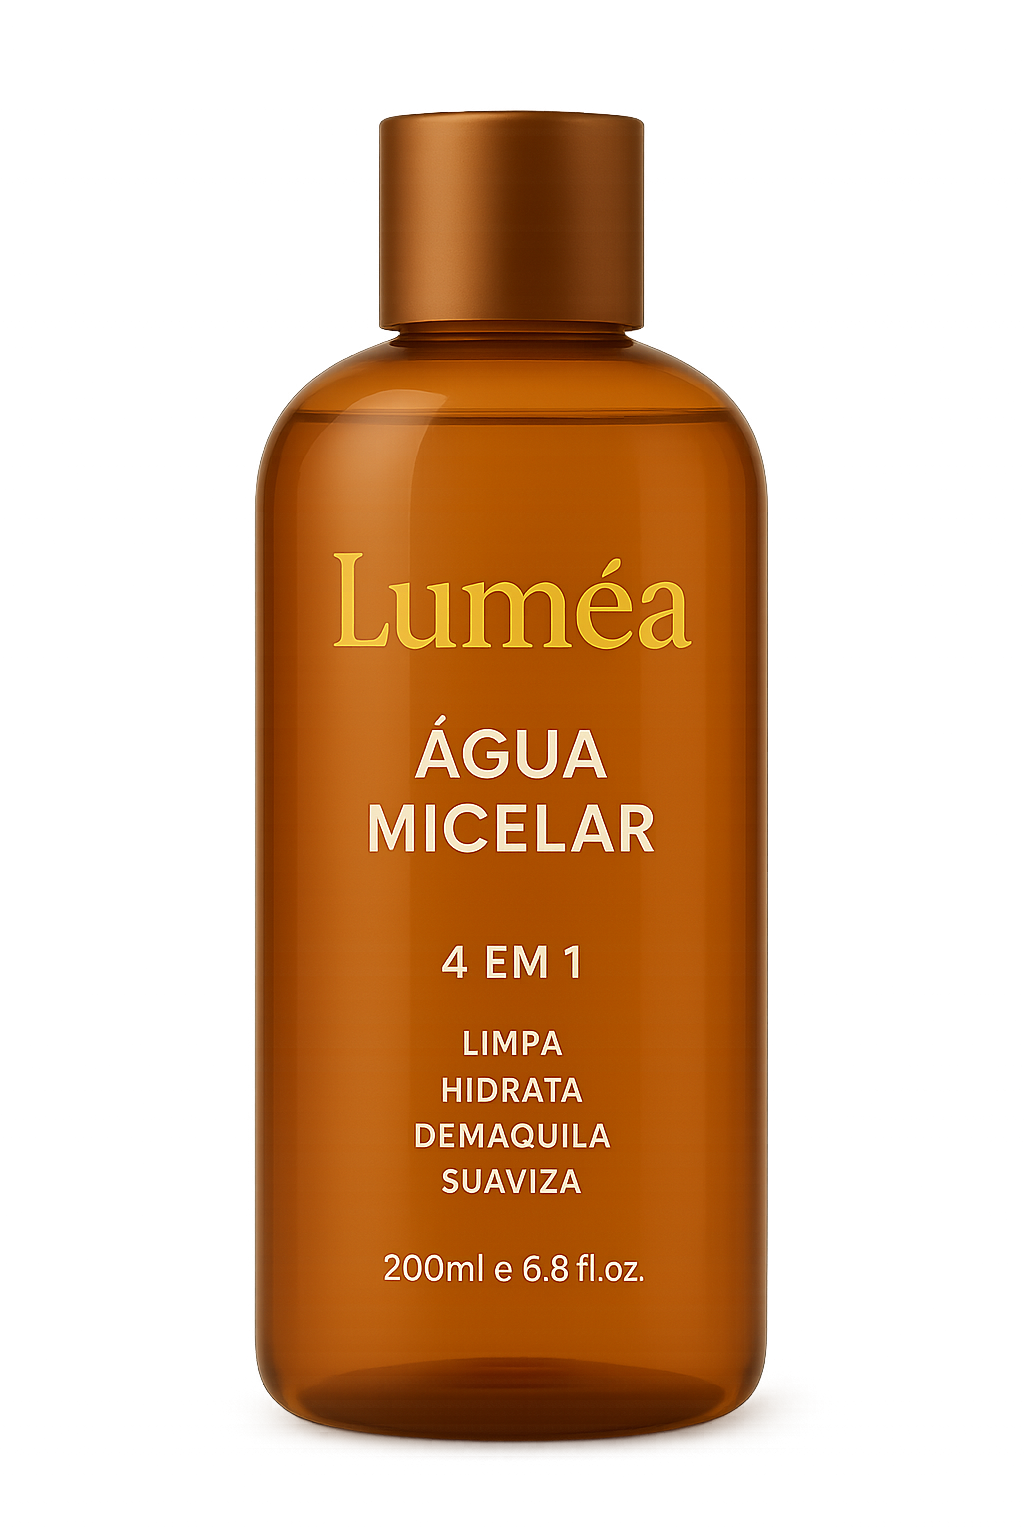 Luméa
ÁGUA
MICELAR
4 EM 1
LIMPA
HIDRATA
DEMAQUILA
SUAVIZA
200ml e 6.8 fl.oz.